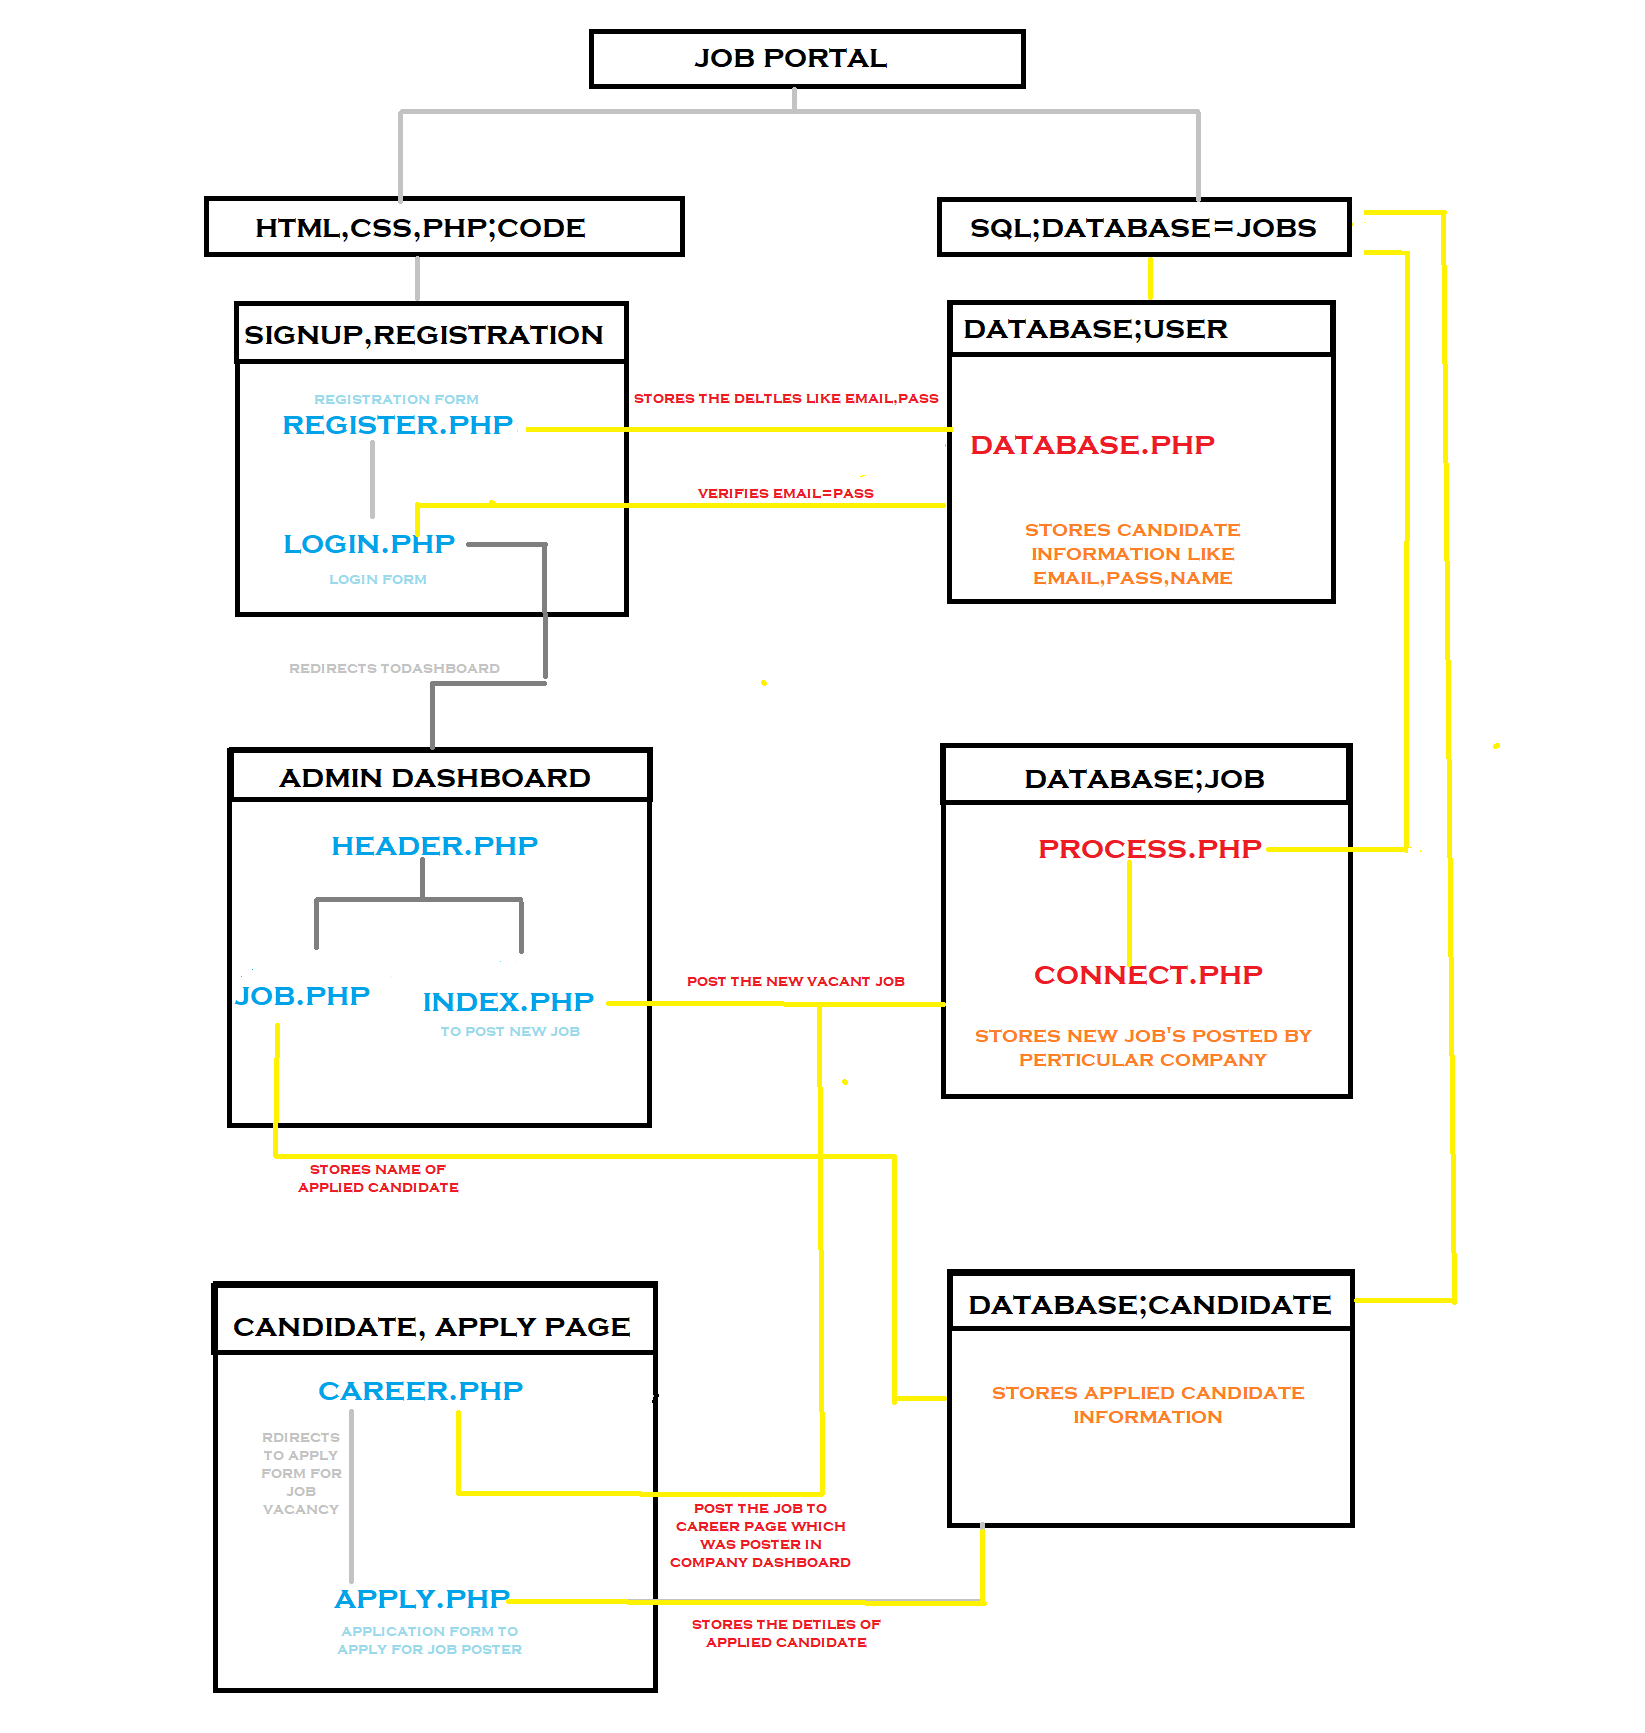 JOB PORTAL
HTML,CSS,PHP;CODE
SQL;DATABASE=JOBS
SIGNUP,REGISTRATION
DATABASE;USER
REGISTRATION FORM
REGISTER.PHP
STORES THE DELTLES LIKE EMAIL,PASS
DATABASE.PHP
VERIFIES EMAIL=PASS
LOGIN.PHP
LOGIN FORM
STORES CANDIDATE
INFORMATION LIKE
EMAIL,PASS,NAME
REDIRECTS TODASHBOARD
ADMIN DASHBOARD
DATABASE;JOB
HEADER.PHP
PROCESS.PHP
JOB.PHP
INDEX.PHP
TO POST NEW JOB
POST THE NEW VACANT JOB
CONNECT.PHP
STORES NEW JOB'S POSTED BY
PERTICULAR COMPANY
STORES NAME OF
APPLIED CANDIDATE
CANDIDATE, APPLY PAGE
DATABASE;CANDIDATE
CAREER.PHP
STORES APPLIED CANDIDATE
INFORMATION
RDIRECTS
TO APPLY
FORM FOR
JOB
VACANCY
POST THE JOB TO
CAREER PAGE WHICH
WAS POSTER IN
COMPANY DASHBOARD
APPLY.PHP
APPLICATION FORM TO
APPLY FOR JOB POSTER
STORES THE DETILES OF
APPLIED CANDIDATE